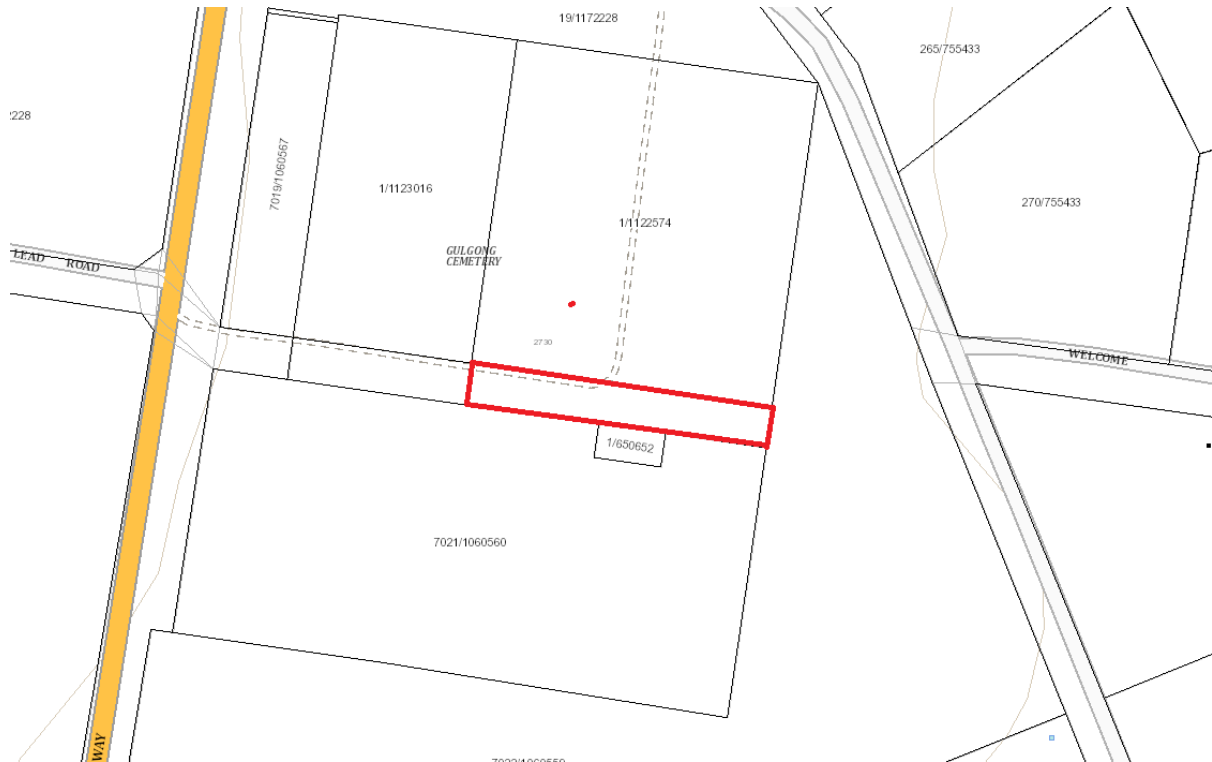 19/1172228
265/755433
:228
7019/1060567
1/1123016
270/755433
1/1122574
GULGONG
CEMETERY
LEAD ROAD
2730
WELCOME
1/650652
7021/1060560
WAY